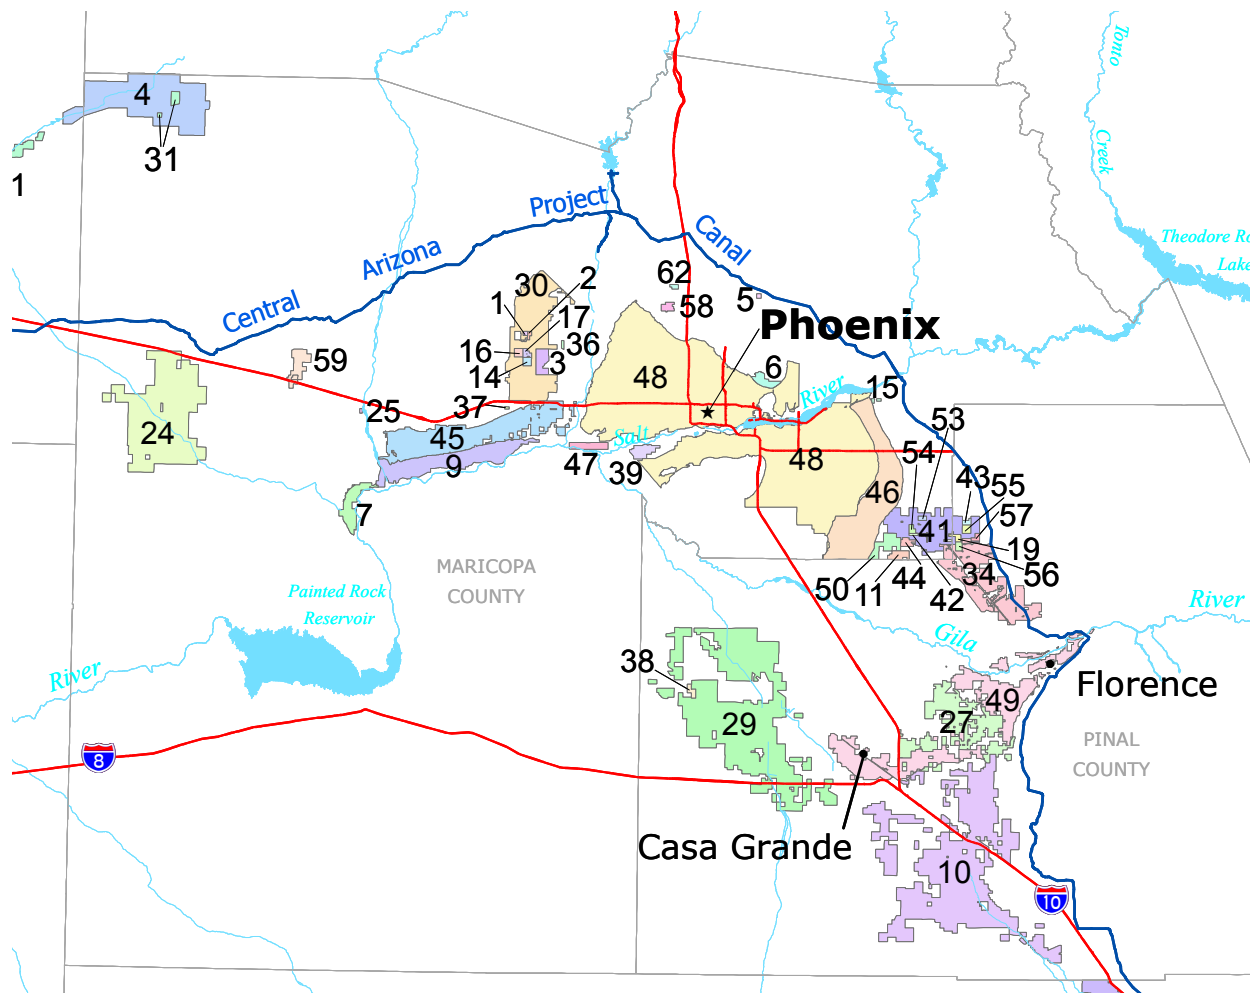 Tonto
Creek
4
31
1
Project
Canal
Arizona
Central
Theodore Ro
Lake
62
58
5
30
2
1
17
36
16
3
14
37
Phoenix
6
48
River
15
59
25
24
45
9
Salt
47
39
48
46
53
54
43
55
57
41
19
56
34
42
44
11
50
7
MARICOPA
COUNTY
Painted Rock
Reservoir
River
Gila
River
38
29
Florence
49
27
PINAL
COUNTY
8
Casa Grande
10
10